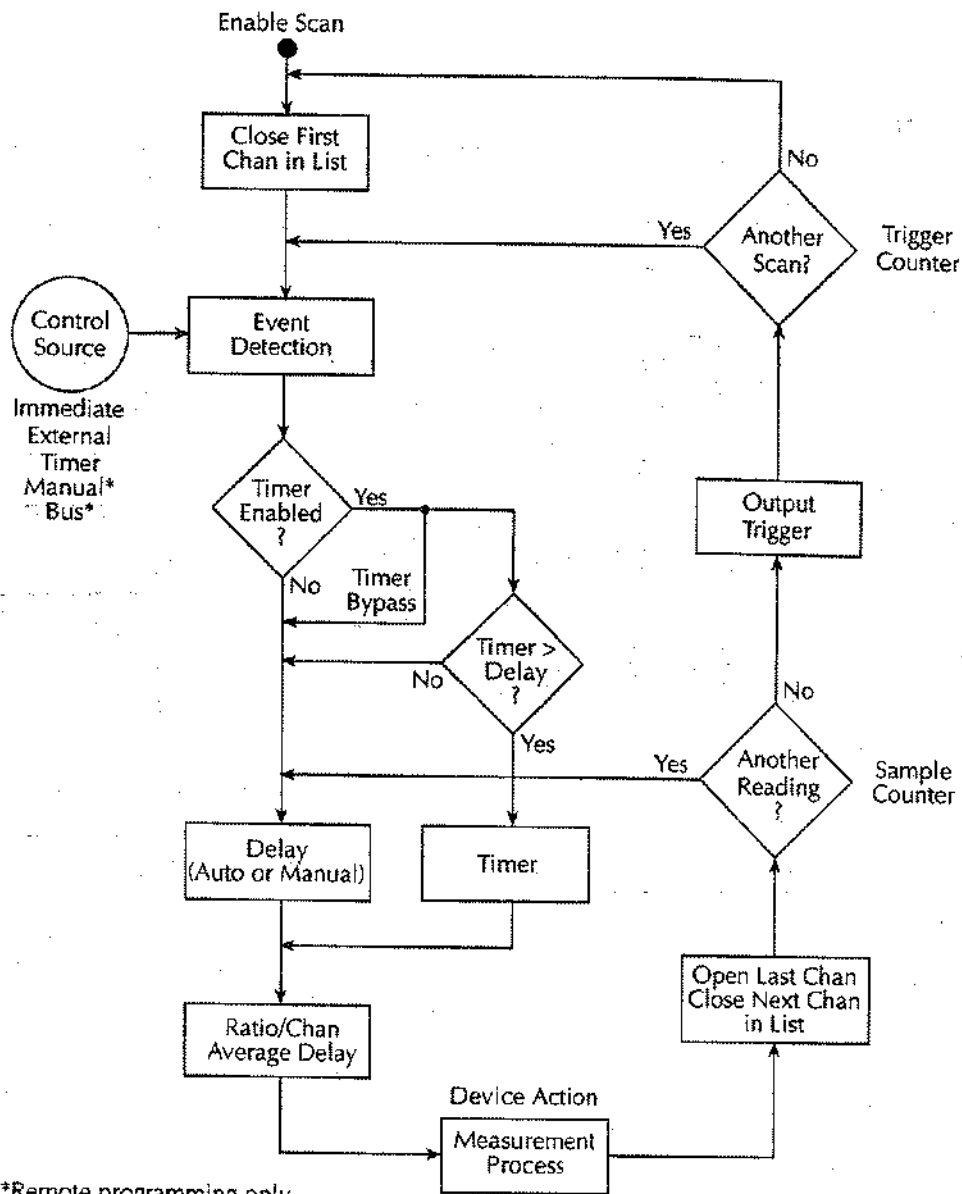 Enable Scan
Close First
Chan in List
No
Yes
Another
Scan?
Trigger
Counter
Control
Source
Event
Detection
Immediate
External
Timer
Manual*
Bus*
Timer
Enabled
?
Yes
No
Timer
Bypass
Output
Trigger
Timer >
Delay
?
No
Yes
No
Yes
Another
Reading
?
Sample
Counter
Delay
(Auto or Manual)
Timer
Open Last Chan
Close Next Chan
in List
Ratio/Chan
Average Delay
Device Action
Measurement
Process
*Remote programming only